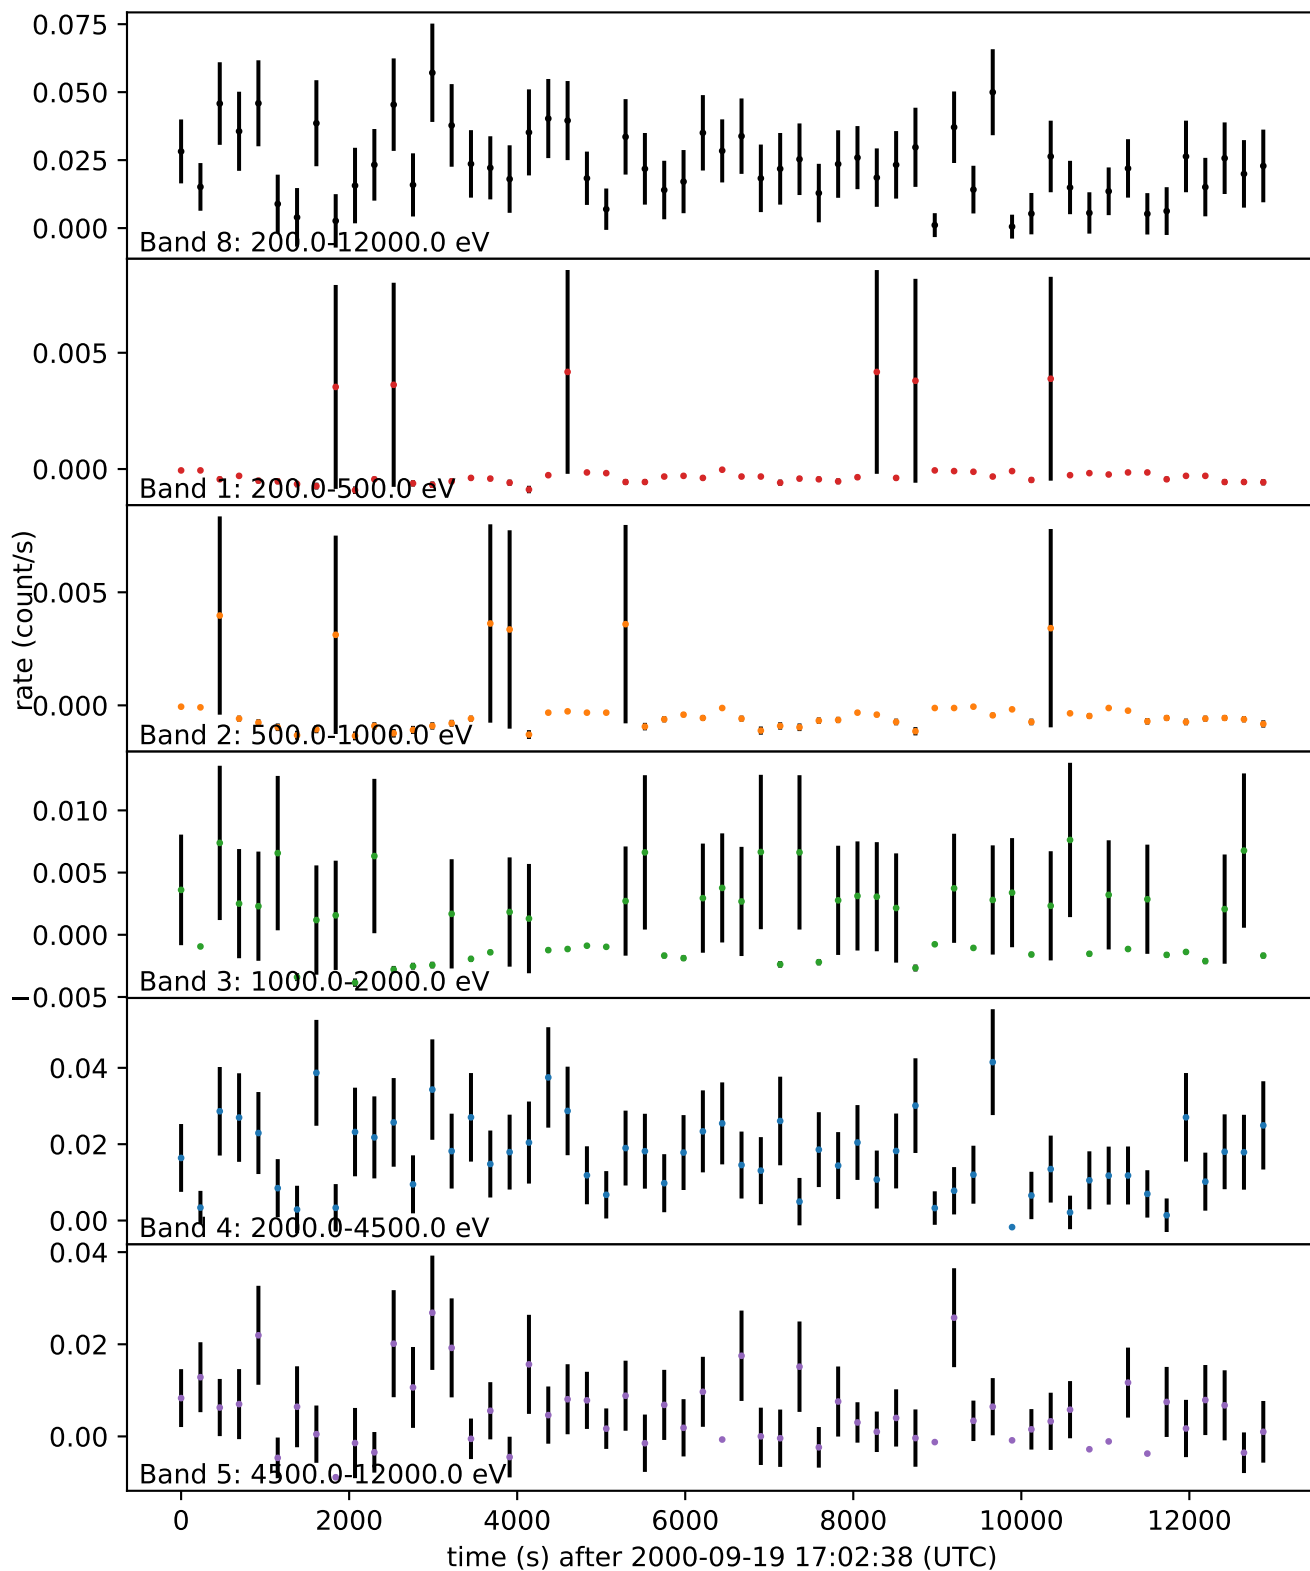 0.075
0.050
0.025
0.000
Band 8: 200.0-12000.0 eV
0.005
0.000
Band 1: 200.0-500.0 eV
rate (count/s)
0.005
0.000
Band 2: 500.0-1000.0 eV
0.010
0.005
0.000
−0.005
Band 3: 1000.0-2000.0 eV
0.04
0.02
0.00
Band 4: 2000.0-4500.0 eV
0.04
0.02
0.00
Band 5: 4500.0-12000.0 eV
0 2000 4000 6000 8000 10000 12000
time (s) after 2000-09-19 17:02:38 (UTC)